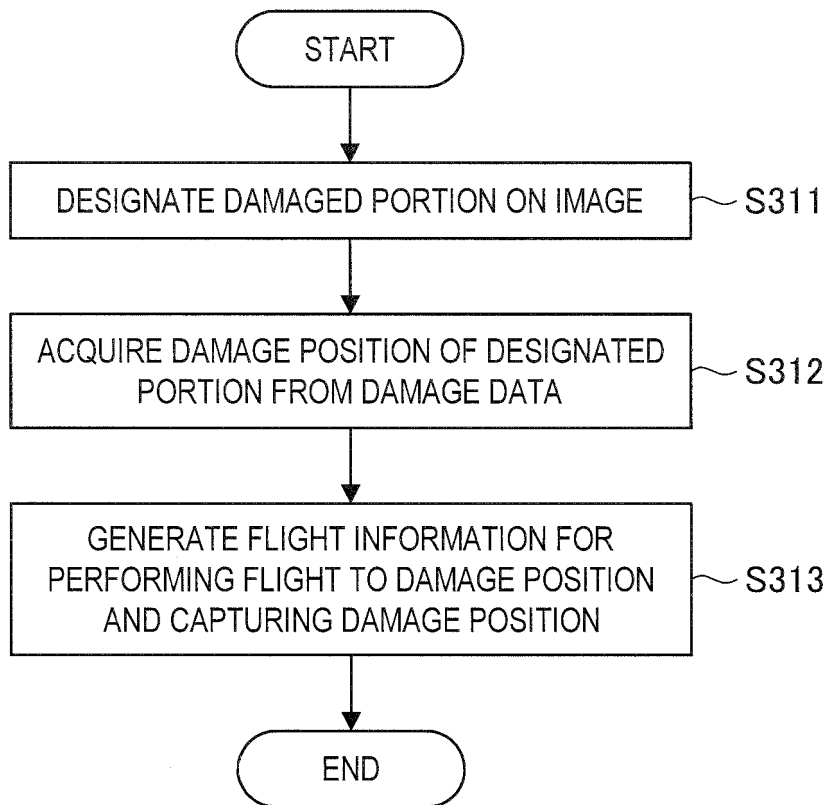 START
DESIGNATE DAMAGED PORTION ON IMAGE
S311
ACQUIRE DAMAGE POSITION OF DESIGNATED
PORTION FROM DAMAGE DATA
S312
GENERATE FLIGHT INFORMATION FOR
PERFORMING FLIGHT TO DAMAGE POSITION
AND CAPTURING DAMAGE POSITION
S313
END